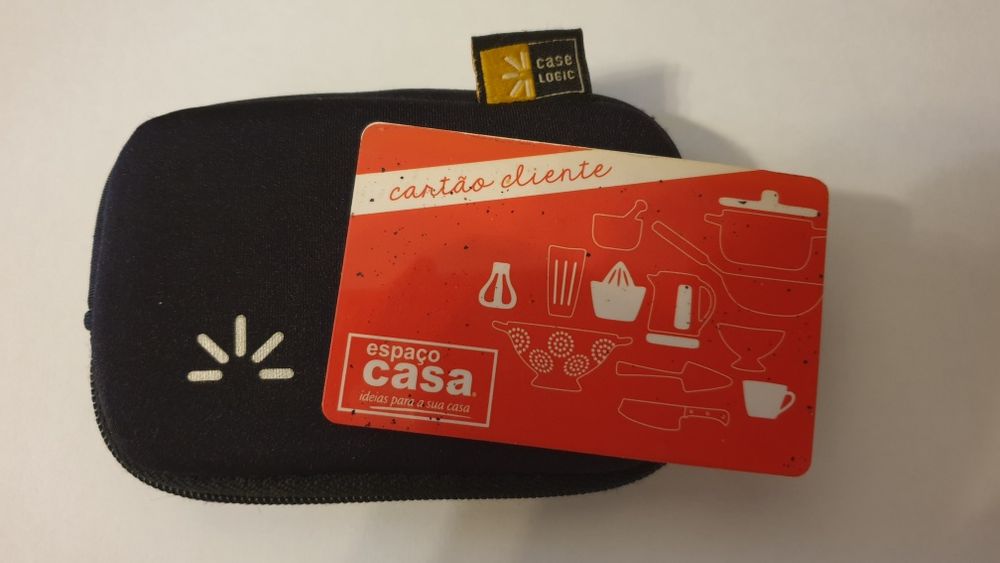 case
LOGIC
cartão cliente
espaço
casa
ideias para a sua casa